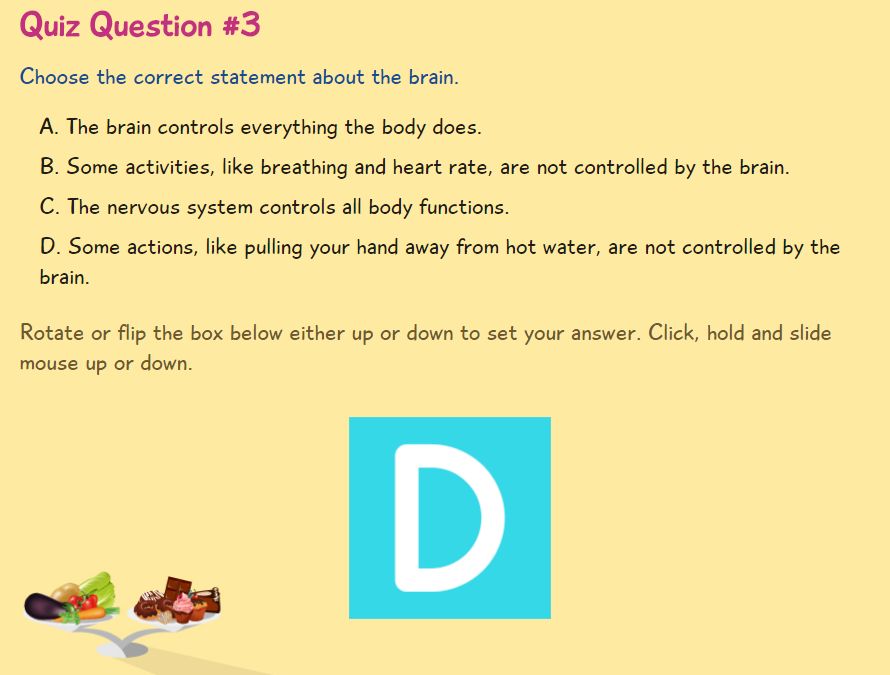 Quiz Question #3
Choose the correct statement about the brain.
A. The brain controls everything the body does.
B. Some activities, like breathing and heart rate, are not controlled by the brain.
C. The nervous system controls all body functions.
D. Some actions, like pulling your hand away from hot water, are not controlled by the
brain.
Rotate or flip the box below either up or down to set your answer. Click, hold and slide
mouse up or down.
D